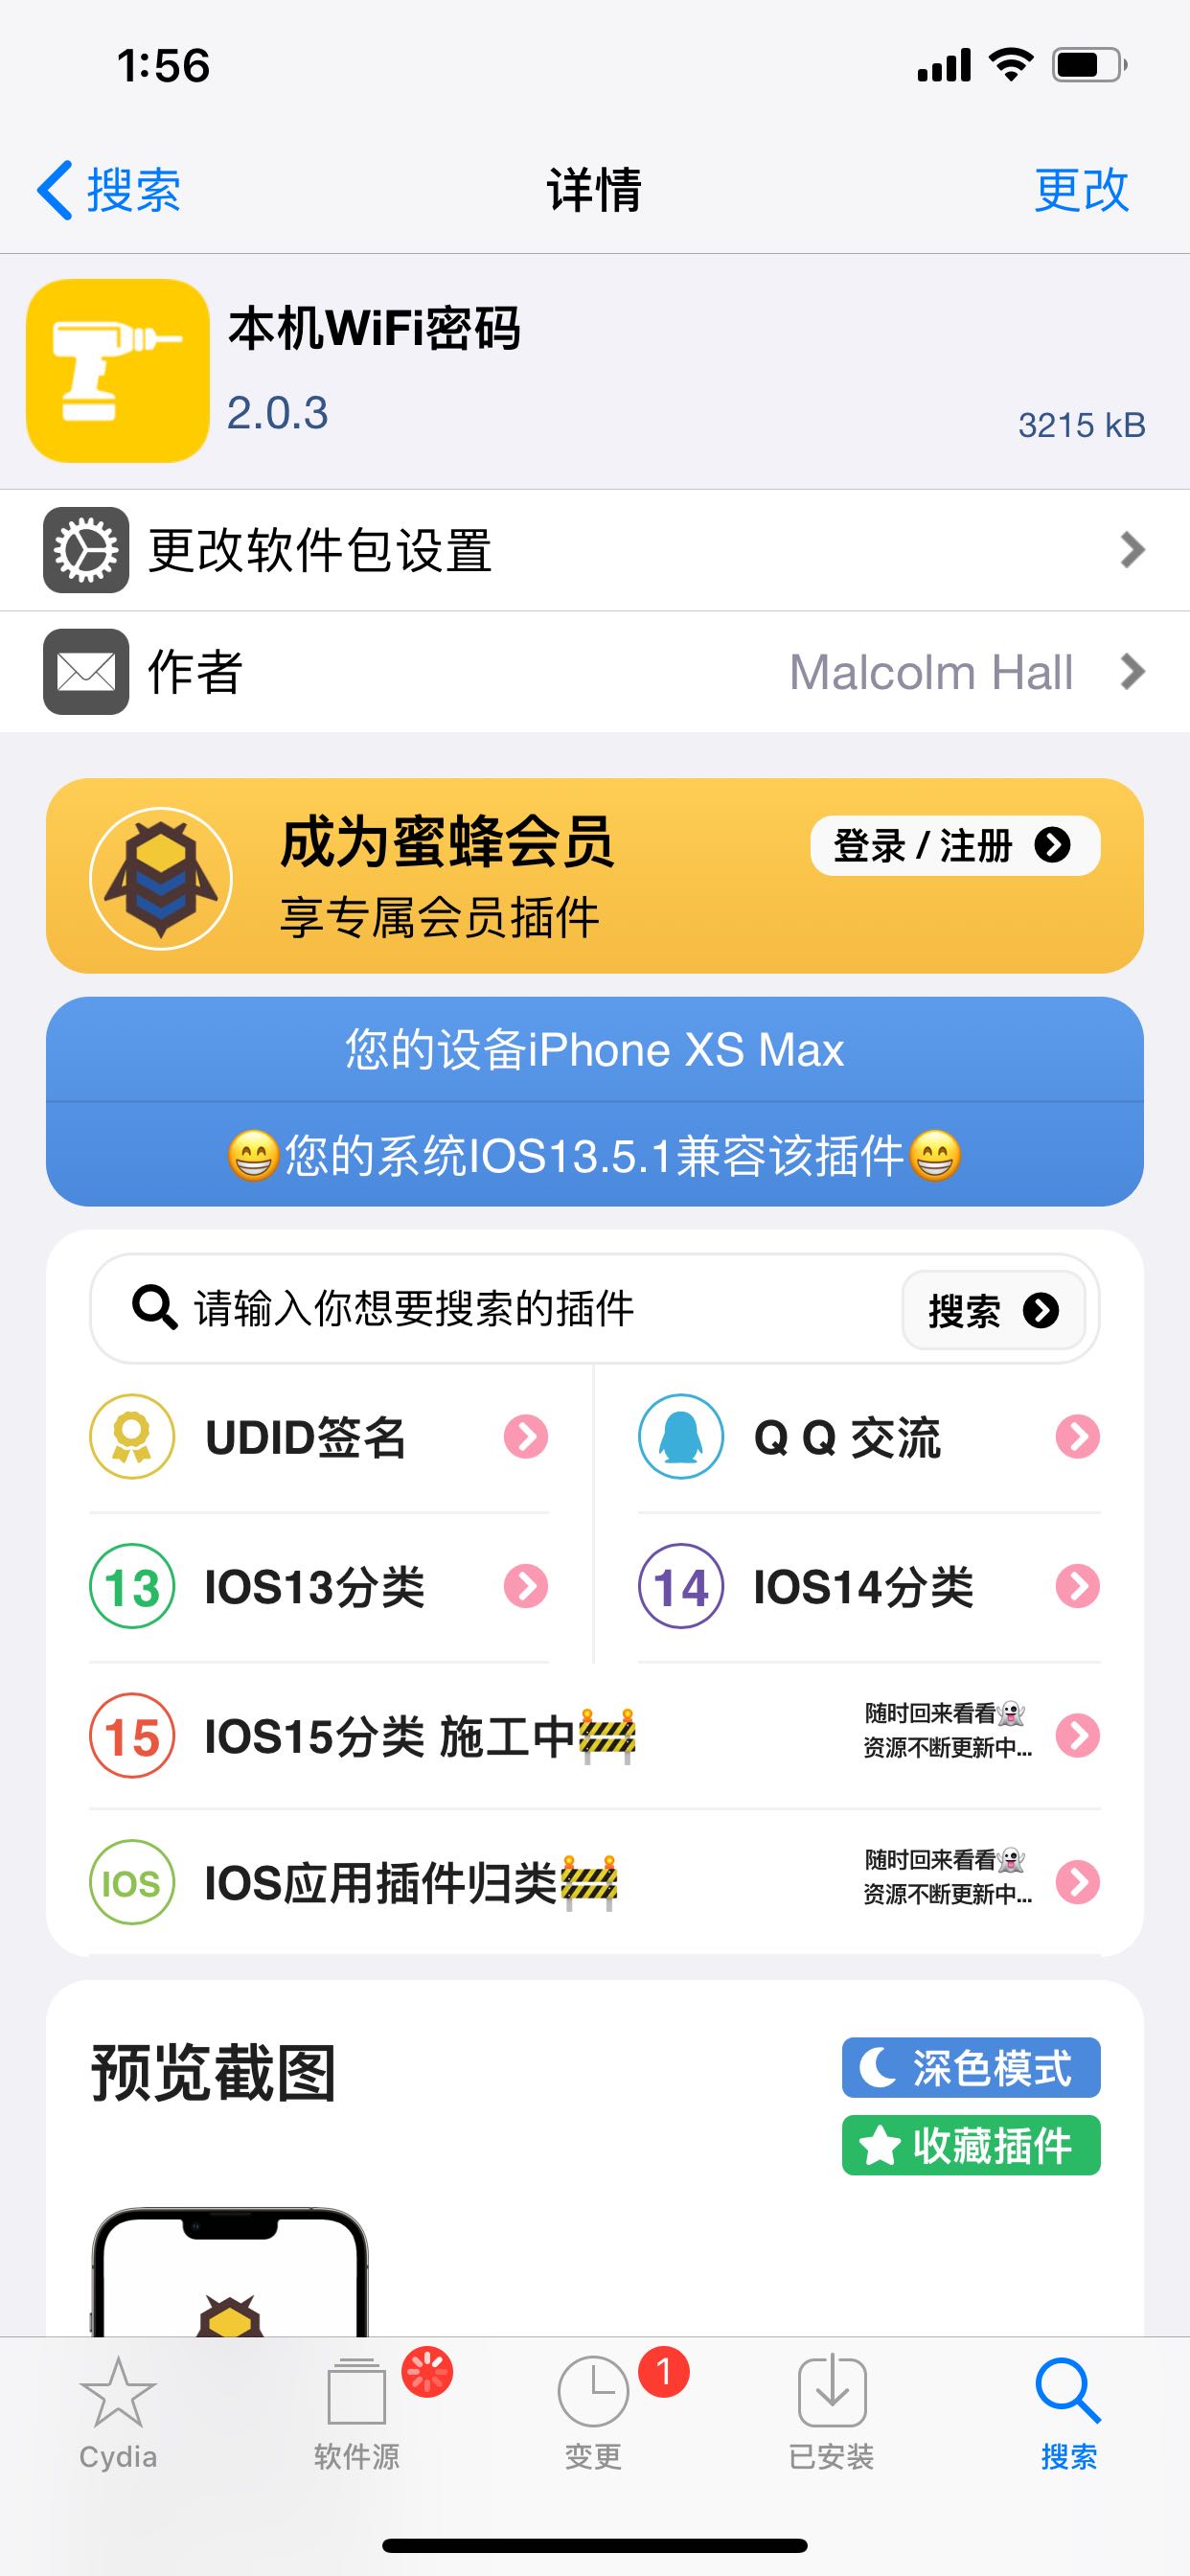 1:56
搜索
详情
更改
本机WiFi密码
2.0.3
3215 kB
更改软件包设置
作者
Malcolm Hall
成为蜜蜂会员
登录 / 注册
享专属会员插件
您的设备iPhone XS Max
😁您的系统IOS13.5.1兼容该插件😁
请输入你想要搜索的插件
搜索
UDID签名
Q Q 交流
13
IOS13分类
14
IOS14分类
15
IOS15分类 施工中🚧
随时回来看看👻
资源不断更新中...
IOS
IOS应用插件归类🚧
随时回来看看👻
资源不断更新中...
预览截图
深色模式
收藏插件
1
Cydia
软件源
变更
已安装
搜索